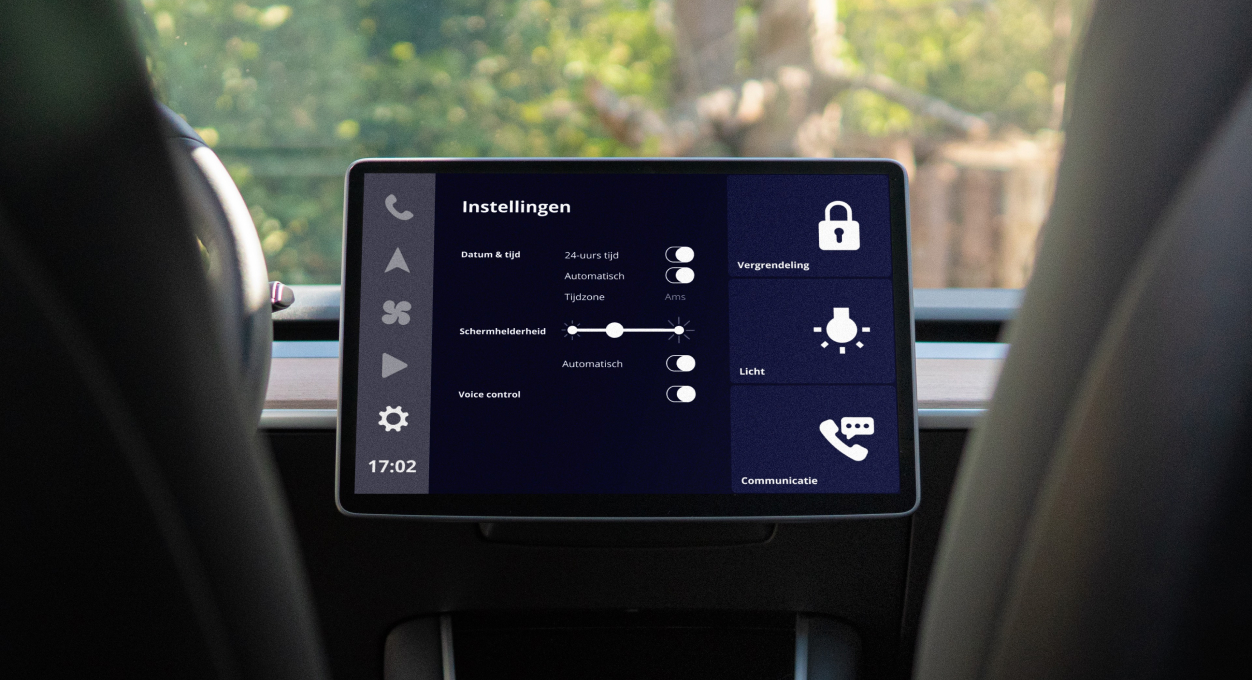 Instellingen
Datum & tijd
24-uurs tijd
Automatisch
Tijdzone Ams
Schermhelderheid
Automatisch
Voice control
17:02
Vergrendeling
Licht
Communicatie